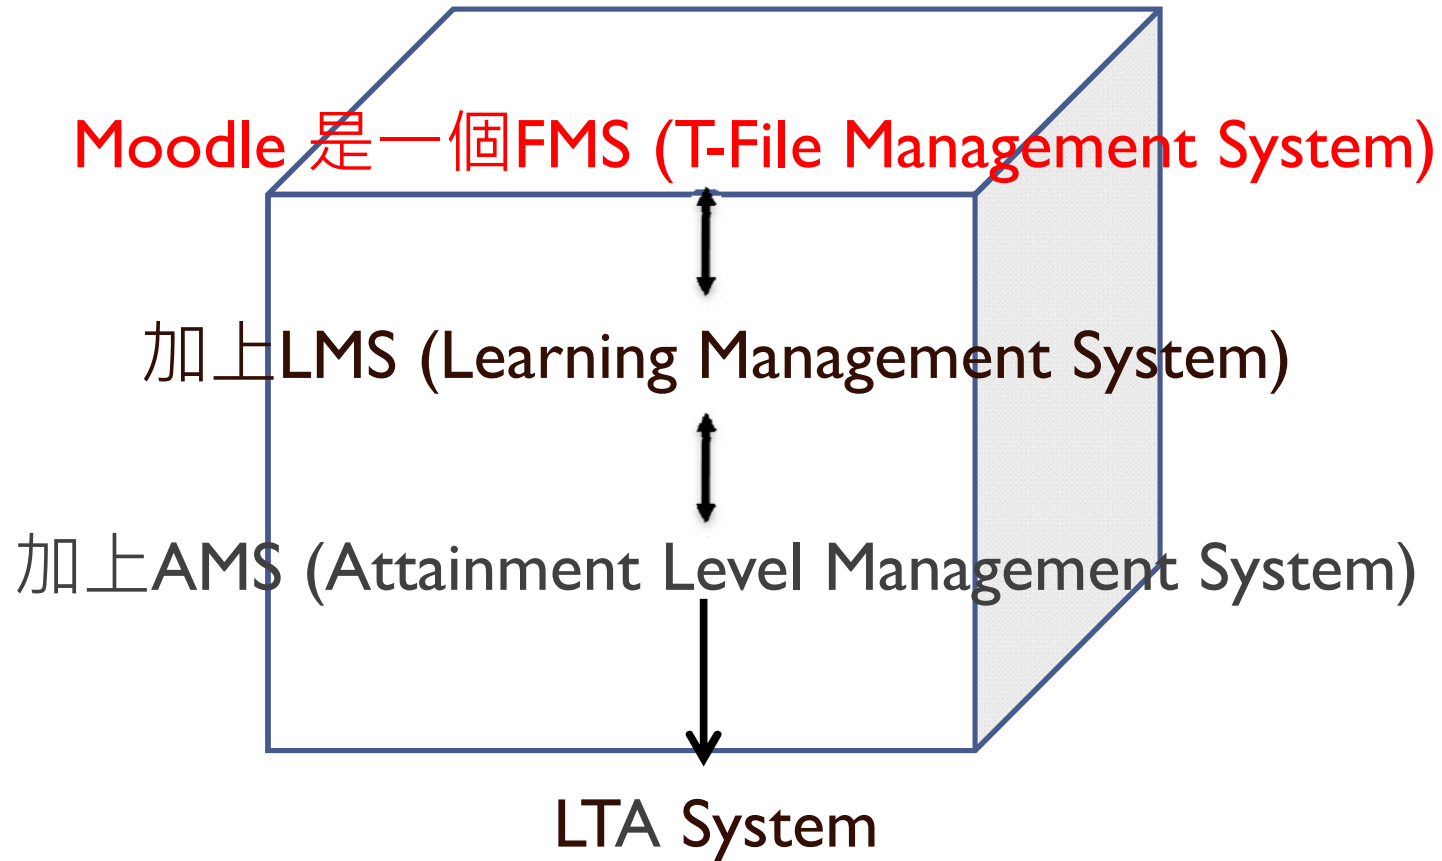 Moodle 是一個FMS (T-File Management System)
加上LMS (Learning Management System)
加上AMS (Attainment Level Management System)
LTA System